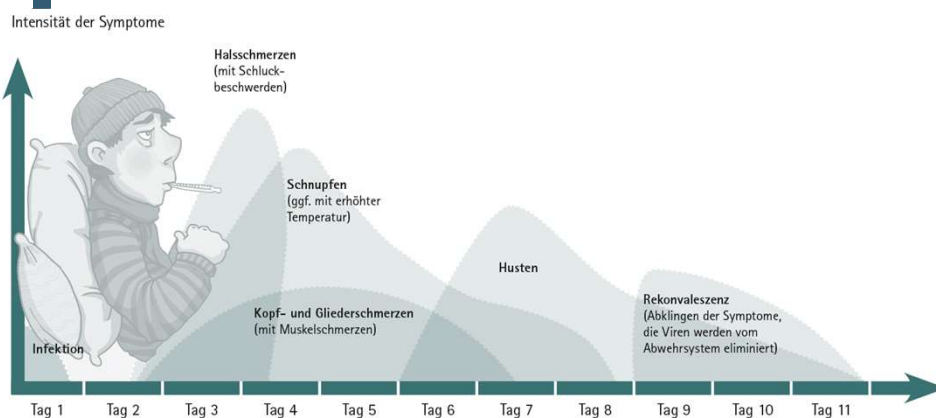 Intensität der Symptome
Halsschmerzen
(mit Schluck-
beschwerden)
Schnupfen
(ggf. mit erhöhter
Temperatur)
Husten
Kopf- und Gliederschmerzen
(mit Muskelschmerzen)
Rekonvaleszenz
(Abklingen der Symptome,
die Viren werden vom
Abwehrsystem eliminiert)
Infektion
Tag 1 Tag 2 Tag 3 Tag 4 Tag 5 Tag 6 Tag 7 Tag 8 Tag 9 Tag 10 Tag 11